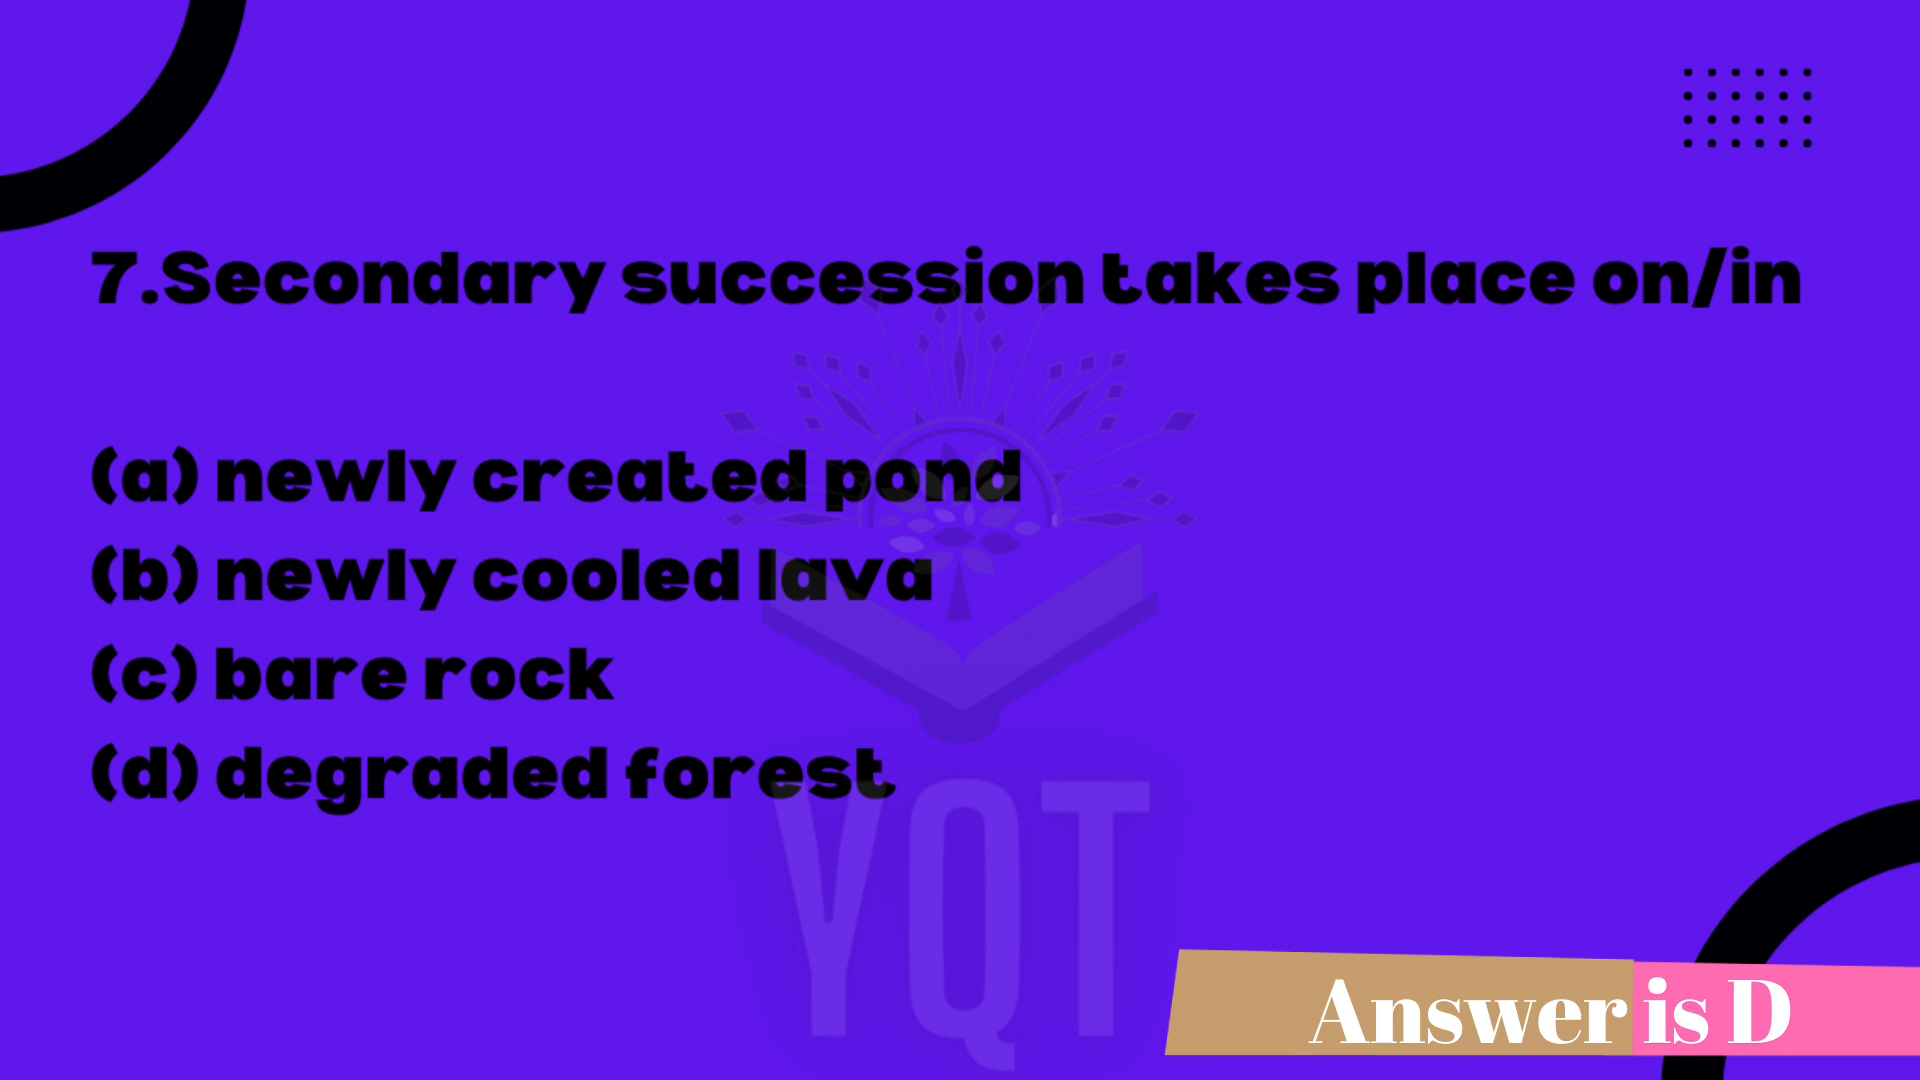 7.Secondary succession takes place on/in
(a) newly created pond
(b) newly cooled lava
(c) bare rock
(d) degraded forest
YQT
Answer is D